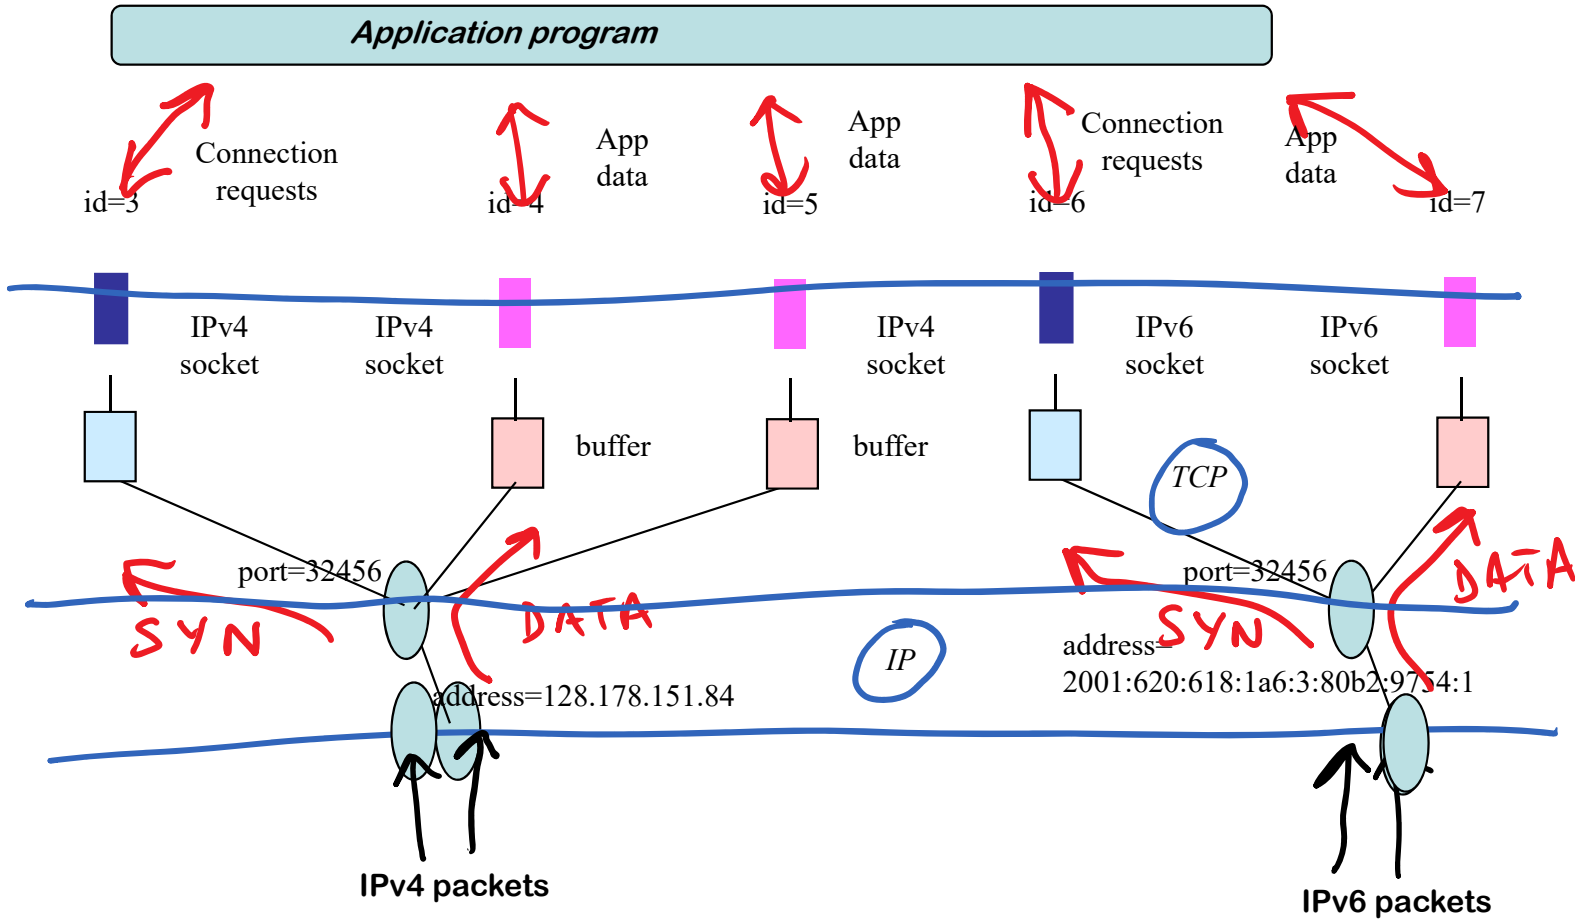 Application program
Connection
requests
App
data
App
data
Connection
requests
App
data
id=3
id=4
id=5
id=6
id=7
IPv4
socket
IPv4
socket
IPv4
socket
IPv6
socket
IPv6
socket
buffer
buffer
TCP
port=32456
port=32456
DATA
SYN
DATA
SYN
IP
address=128.178.151.84
address=
2001:620:618:1a6:3:80b2:9754:1
IPv4 packets
IPv6 packets